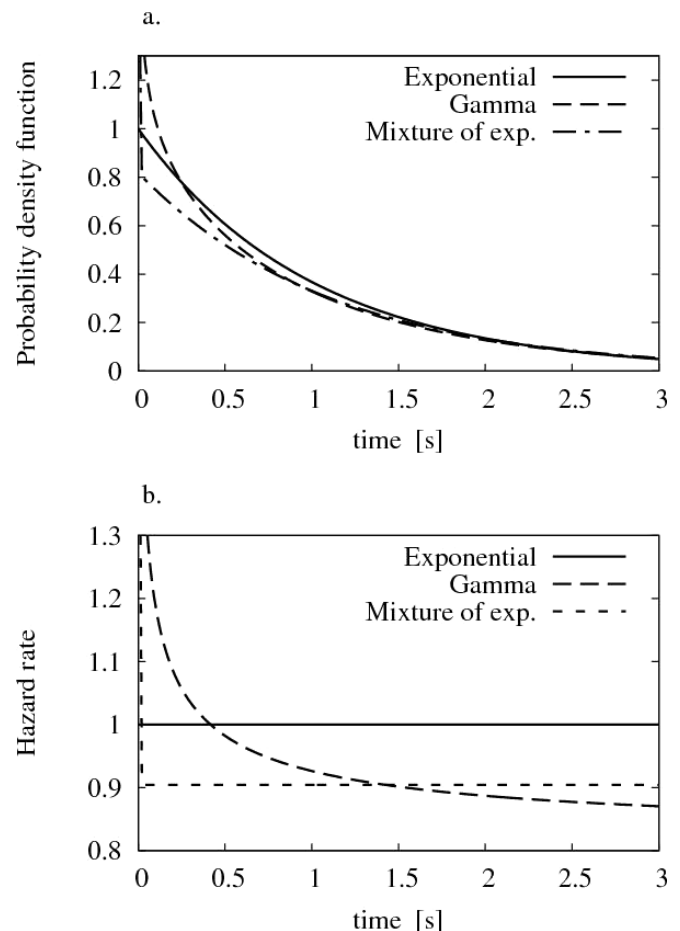 a.
Probability density function
1.2
1
0.8
0.6
0.4
0.2
0
Exponential
Gamma
Mixture of exp.
0 0.5 1 1.5 2 2.5 3
time [s]
b.
Hazard rate
1.3
1.2
1.1
1
0.9
0.8
Exponential
Gamma
Mixture of exp.
0 0.5 1 1.5 2 2.5 3
time [s]